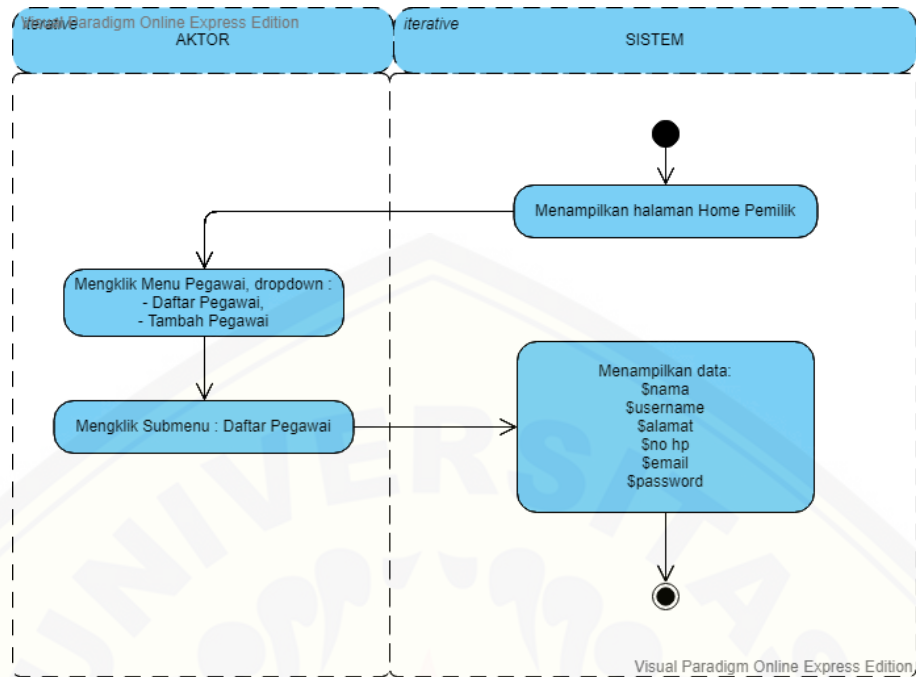 Visual Paradigm Online Express Edition
iterative
AKTOR
iterative
SISTEM
Menampilkan halaman Home Pemilik
Mengklik Menu Pegawai, dropdown :
- Daftar Pegawai,
- Tambah Pegawai
Mengklik Submenu : Daftar Pegawai
Menampilkan data:
$nama
$username
$alamat
$no hp
$email
$password
UNIVERSITAS
Visual Paradigm Online Express Edition